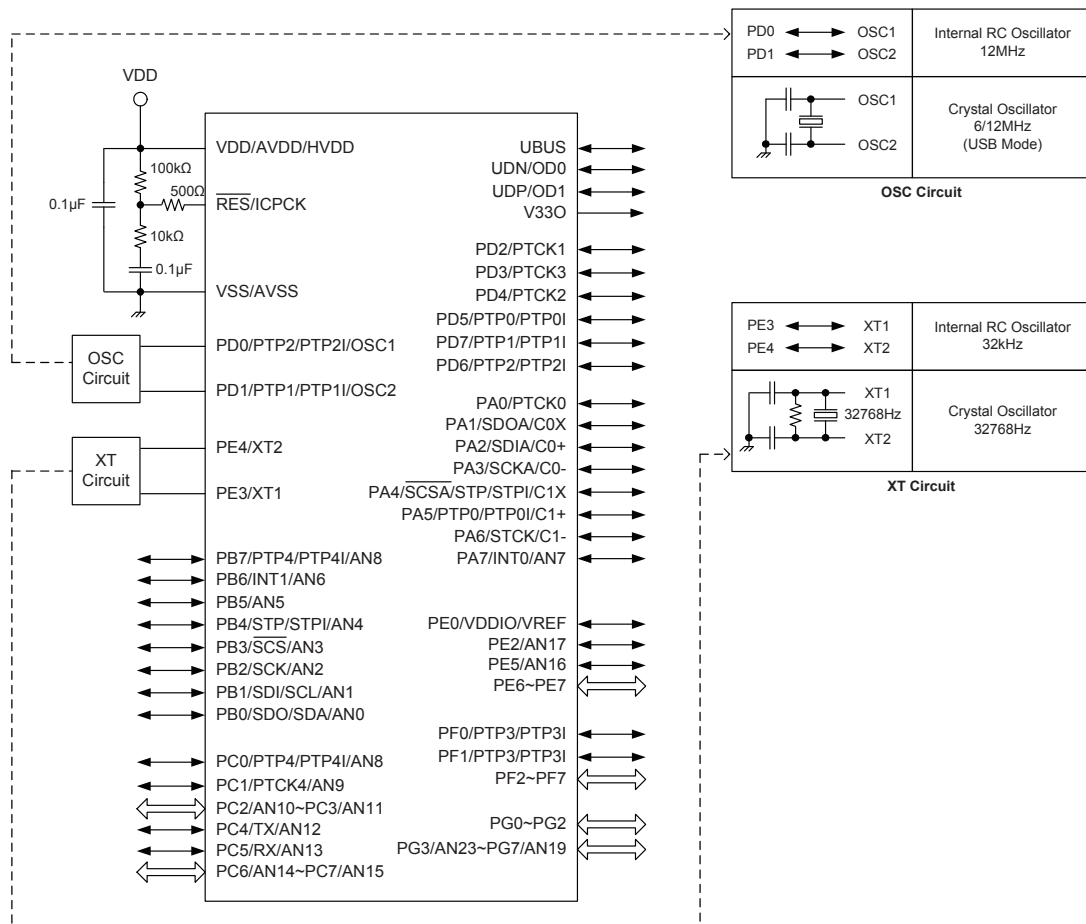 VDD
100kΩ
500Ω
0.1µF
10kΩ
0.1µF
OSC
Circuit
XT
Circuit
VDD/AVDD/HVDD
RES/ICPCK
VSS/AVSS
PD0/PTP2/PTP2I/OSC1
PD1/PTP1/PTP1I/OSC2
PE4/XT2
PE3/XT1
PB7/PTP4/PTP4I/AN8
PB6/INT1/AN6
PB5/AN5
PB4/STP/STPI/AN4
PB3/SCS/AN3
PB2/SCK/AN2
PB1/SDI/SCL/AN1
PB0/SDO/SDA/AN0
PC0/PTP4/PTP4I/AN8
PC1/PTCK4/AN9
PC2/AN10~PC3/AN11
PC4/TX/AN12
PC5/RX/AN13
PC6/AN14~PC7/AN15
UBUS
UDN/OD0
UDP/OD1
V33O
PD2/PTCK1
PD3/PTCK3
PD4/PTCK2
PD5/PTP0/PTP0I
PD7/PTP1/PTP1I
PD6/PTP2/PTP2I
PA0/PTCK0
PA1/SDOA/C0X
PA2/SDIA/C0+
PA3/SCKA/C0-
PA4/SCSA/STP/STPI/C1X
PA5/PTP0/PTP0I/C1+
PA6/STCK/C1-
PA7/INT0/AN7
PE0/VDDIO/VREF
PE2/AN17
PE5/AN16
PE6~PE7
PF0/PTP3/PTP3I
PF1/PTP3/PTP3I
PF2~PF7
PG0~PG2
PG3/AN23~PG7/AN19
PD0 OSC1
PD1 OSC2
Internal RC Oscillator
12MHz
OSC1
OSC2
Crystal Oscillator
6/12MHz
(USB Mode)
OSC Circuit
PE3 XT1
PE4 XT2
Internal RC Oscillator
32kHz
XT1
32768Hz
XT2
Crystal Oscillator
32768Hz
XT Circuit